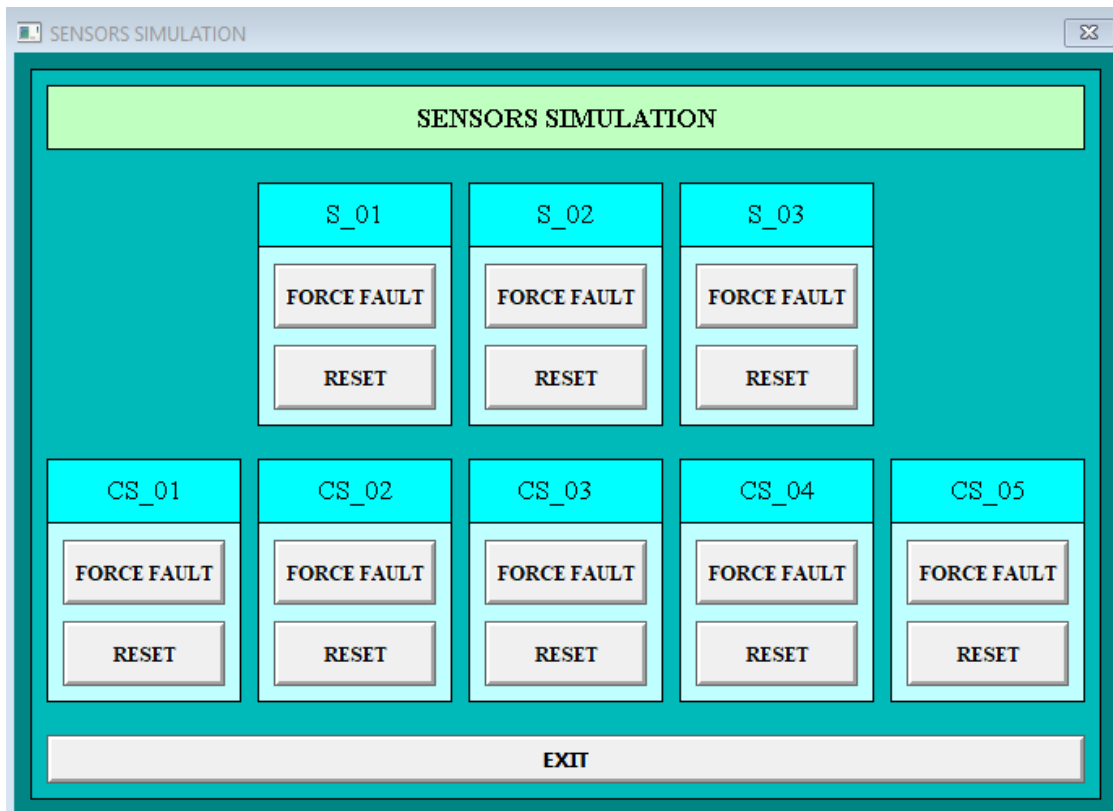 SENSORS SIMULATION
SENSORS SIMULATION
S_01 S_02 S_03
FORCE FAULT FORCE FAULT FORCE FAULT
RESET RESET RESET
CS_01 CS_02 CS_03 CS_04 CS_05
FORCE FAULT FORCE FAULT FORCE FAULT FORCE FAULT FORCE FAULT
RESET RESET RESET RESET RESET
EXIT